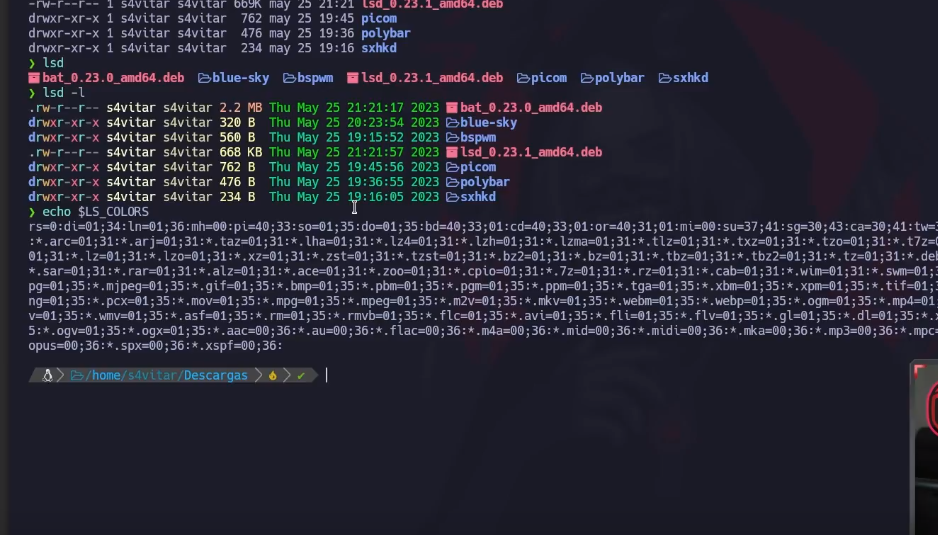 -rw-r--r-- 1 s4vitar s4vitar 669K may 25 21:21 lsd_0.23.1_amd64.deb
drwxr-xr-x 1 s4vitar s4vitar  762 may 25 19:45 picom
drwxr-xr-x 1 s4vitar s4vitar  476 may 25 19:36 polybar
drwxr-xr-x 1 s4vitar s4vitar  234 may 25 19:16 sxhkd
❯ lsd
bat_0.23.0_amd64.deb blue-sky bspwm lsd_0.23.1_amd64.deb picom polybar sxhkd
❯ lsd -l
.rw-r--r-- s4vitar s4vitar 2.2 MB Thu May 25 21:21:17 2023 bat_0.23.0_amd64.deb
drwxr-xr-x s4vitar s4vitar 320 B  Thu May 25 20:23:54 2023 blue-sky
drwxr-xr-x s4vitar s4vitar 560 B  Thu May 25 19:15:52 2023 bspwm
.rw-r--r-- s4vitar s4vitar 668 KB Thu May 25 21:21:57 2023 lsd_0.23.1_amd64.deb
drwxr-xr-x s4vitar s4vitar 762 B  Thu May 25 19:45:56 2023 picom
drwxr-xr-x s4vitar s4vitar 476 B  Thu May 25 19:36:55 2023 polybar
drwxr-xr-x s4vitar s4vitar 234 B  Thu May 25 19:16:05 2023 sxhkd
❯ echo $LS_COLORS
rs=0:di=01;34:ln=01;36:mh=00:pi=40;33:so=01;35:do=01;35:bd=40;33;01:cd=40;33;01:or=40;31;01:mi=00:su=37;41:sg=30;43:ca=30;41:tw=3
:*.arc=01;31:*.arj=01;31:*.taz=01;31:*.lha=01;31:*.lz4=01;31:*.lzh=01;31:*.lzma=01;31:*.tlz=01;31:*.txz=01;31:*.tzo=01;31:*.t7z=0
01;31:*.lz=01;31:*.lzo=01;31:*.xz=01;31:*.zst=01;31:*.tzst=01;31:*.bz2=01;31:*.bz=01;31:*.tbz=01;31:*.tbz2=01;31:*.tz=01;31:*.deb
*.sar=01;31:*.rar=01;31:*.alz=01;31:*.ace=01;31:*.zoo=01;31:*.cpio=01;31:*.7z=01;31:*.rz=01;31:*.cab=01;31:*.wim=01;31:*.swm=01;31
pg=01;35:*.mjpeg=01;35:*.gif=01;35:*.bmp=01;35:*.pbm=01;35:*.pgm=01;35:*.ppm=01;35:*.tga=01;35:*.xbm=01;35:*.xpm=01;35:*.tif=01;3
ng=01;35:*.pcx=01;35:*.mov=01;35:*.mpg=01;35:*.mpeg=01;35:*.m2v=01;35:*.mkv=01;35:*.webm=01;35:*.webp=01;35:*.ogm=01;35:*.mp4=01;
v=01;35:*.wmv=01;35:*.asf=01;35:*.rm=01;35:*.rmvb=01;35:*.flc=01;35:*.avi=01;35:*.fli=01;35:*.flv=01;35:*.gl=01;35:*.dl=01;35:*.x
5:*.ogv=01;35:*.ogx=01;35:*.aac=00;36:*.au=00;36:*.flac=00;36:*.m4a=00;36:*.mid=00;36:*.midi=00;36:*.mka=00;36:*.mp3=00;36:*.mpc=
opus=00;36:*.spx=00;36:*.xspf=00;36:
/home/s4vitar/Descargas